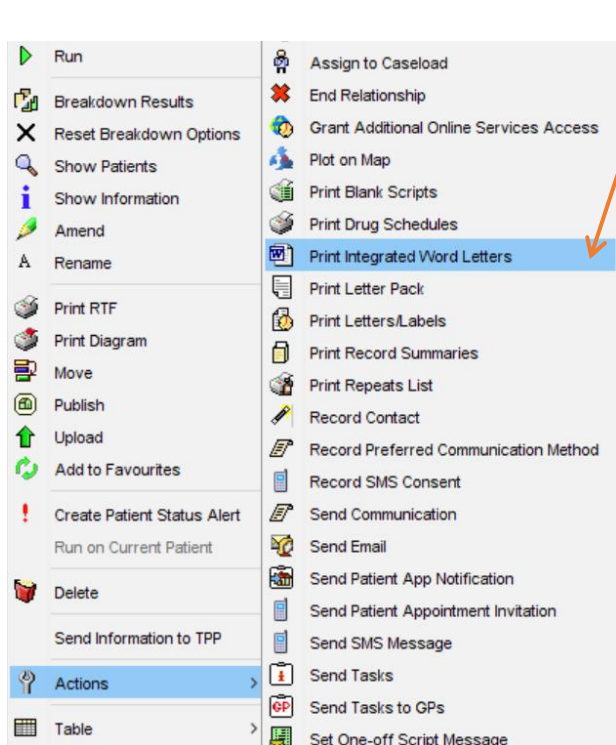 Run
Breakdown Results
Reset Breakdown Options
Show Patients
Show Information
Amend
Rename
Print RTF
Print Diagram
Move
Publish
Upload
Add to Favourites
Create Patient Status Alert
Run on Current Patient
Delete
Send Information to TPP
Actions
Table
Assign to Caseload
End Relationship
Grant Additional Online Services Access
Plot on Map
Print Blank Scripts
Print Drug Schedules
Print Integrated Word Letters
Print Letter Pack
Print Letters/Labels
Print Record Summaries
Print Repeats List
Record Contact
Record Preferred Communication Method
Record SMS Consent
Send Communication
Send Email
Send Patient App Notification
Send Patient Appointment Invitation
Send SMS Message
Send Tasks
Send Tasks to GPs
Set One-off Script Message